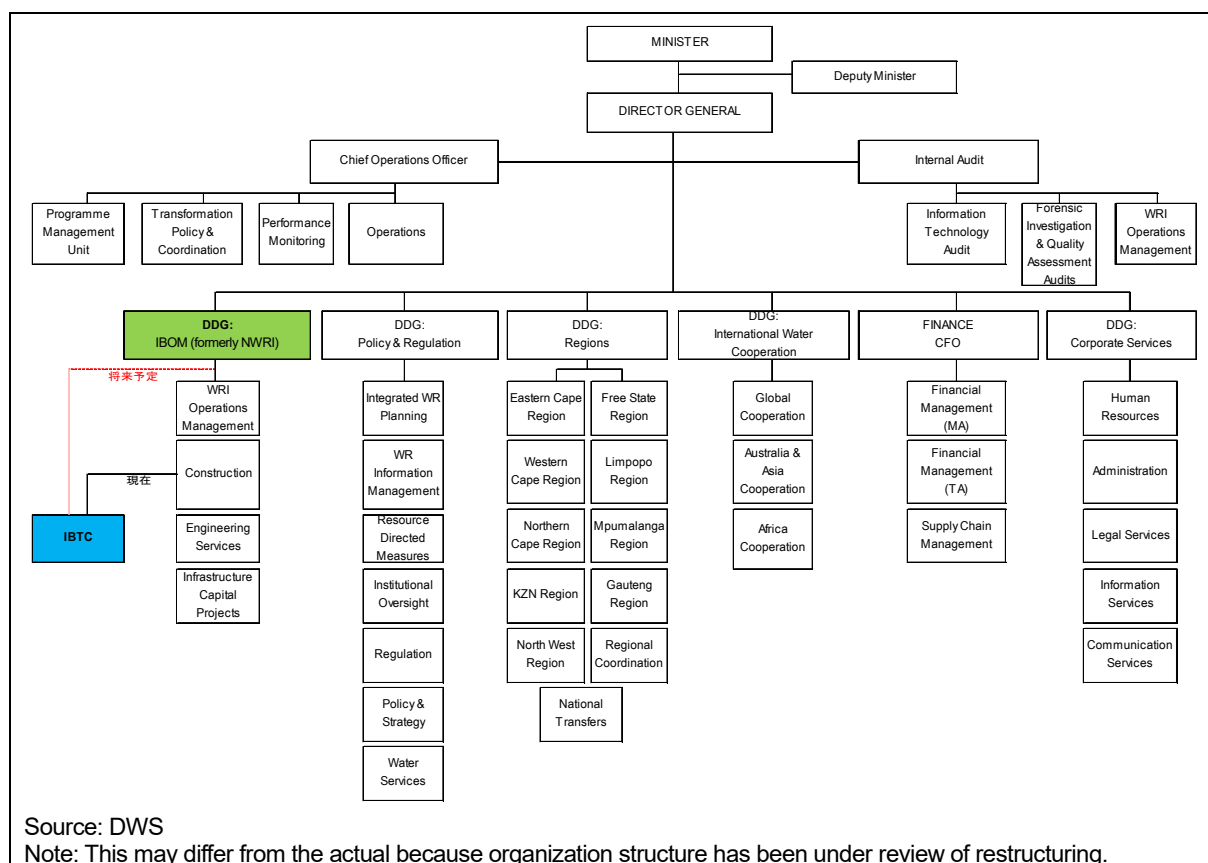 MINISTER
Deputy Minister
DIRECTOR GENERAL
Chief Operations Officer
Internal Audit
Programme
Management
Unit
Transformation
Policy &
Coordination
Performance
Monitoring
Operations
Information
Technology
Audit
Forensic
Investigation
& Quality
Assessment
Audits
WRI
Operations
Management
DDG:
IBOM (formerly NWRI)
DDG:
Policy & Regulation
DDG:
Regions
DDG:
International Water
Cooperation
FINANCE
CFO
DDG:
Corporate Services
将来予定
現在
IBTC
WRI
Operations
Management
Construction
Engineering
Services
Infrastructure
Capital
Projects
Integrated WR
Planning
WR
Information
Management
Resource
Directed
Measures
Institutional
Oversight
Regulation
Policy &
Strategy
Water
Services
Eastern Cape
Region
Western
Cape Region
Northern
Cape Region
KZN Region
North West
Region
Free State
Region
Limpopo
Region
Mpumalanga
Region
Gauteng
Region
Regional
Coordination
National
Transfers
Global
Cooperation
Australia &
Asia
Cooperation
Africa
Cooperation
Financial
Management
(MA)
Financial
Management
(TA)
Supply Chain
Management
Human
Resources
Administration
Legal Services
Information
Services
Communication
Services
Source: DWS
Note: This may differ from the actual because organization structure has been under review of restructuring.